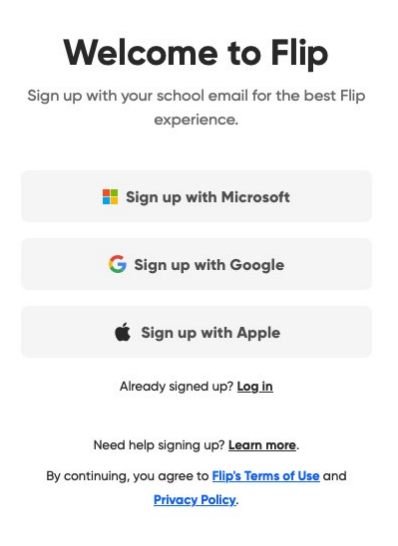 Welcome to Flip
Sign up with your school email for the best Flip
experience.
Sign up with Microsoft
Sign up with Google
Sign up with Apple
Already signed up? Log in
Need help signing up? Learn more.
By continuing, you agree to Flip's Terms of Use and
Privacy Policy.